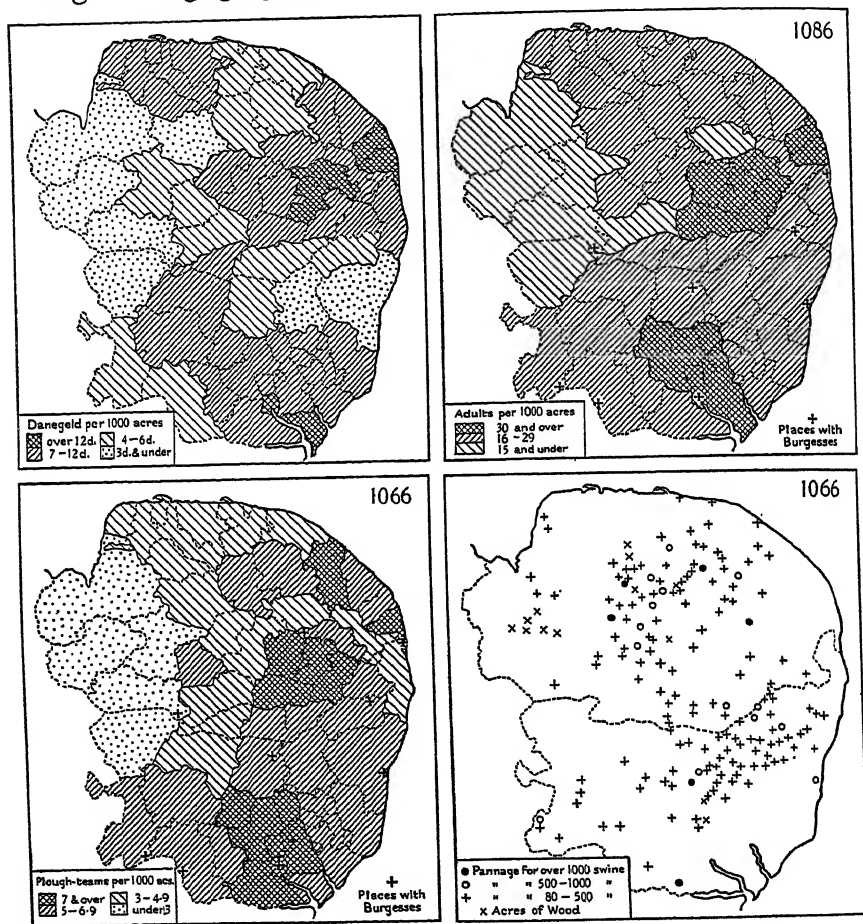 Danegeld per 1000 acres
over 12d. 4–6d.
7–12d. 3d. & under
1086
Adults per 1000 acres
30 and over
16–29
15 and under
Places with
Burgesses
1066
Plough-teams per 1000 acs.
7 & over 3–4·9
5–6·9 under 3
Places with
Burgesses
1066
Pannage for over 1000 swine
" " 500–1000 "
" " 80–500 "
x Acres of Wood